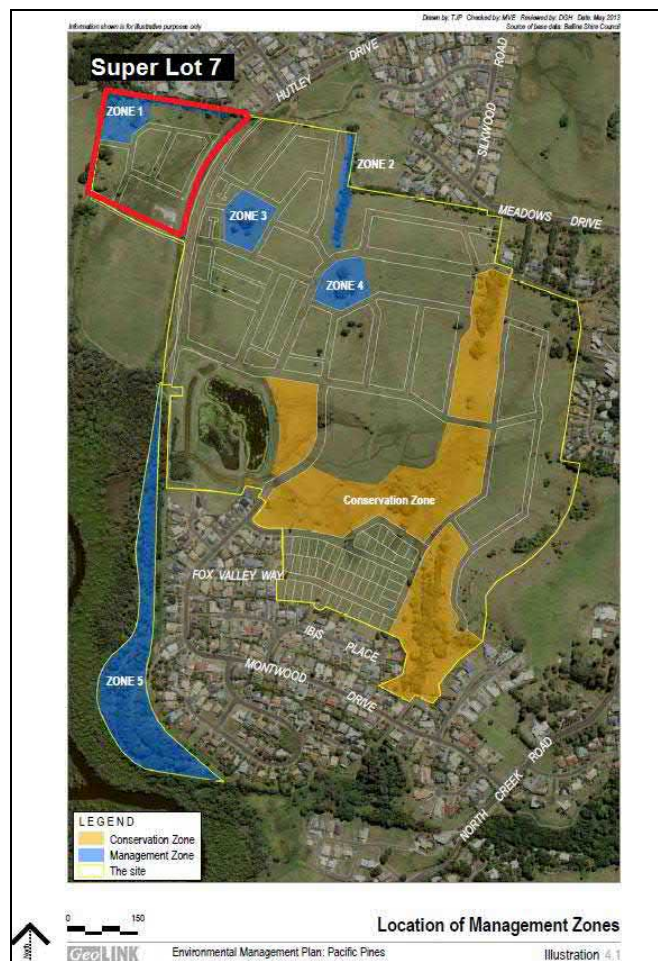 Information shown is for illustrative purposes only
Drawn by: TJP Checked by: MVE Reviewed by: DGH Date: May 2013
Source of base data: Ballina Shire Council
Super Lot 7
HUTLEY DRIVE
SILKWOOD ROAD
ZONE 1
ZONE 2
MEADOWS DRIVE
ZONE 3
ZONE 4
Conservation Zone
FOX VALLEY WAY
IBIS PLACE
MONTWOOD DRIVE
ZONE 5
NORTH CREEK ROAD
LEGEND
Conservation Zone
Management Zone
The site
North
0 150
Location of Management Zones
GeoLINK
Environmental Management Plan: Pacific Pines
Illustration 4.1